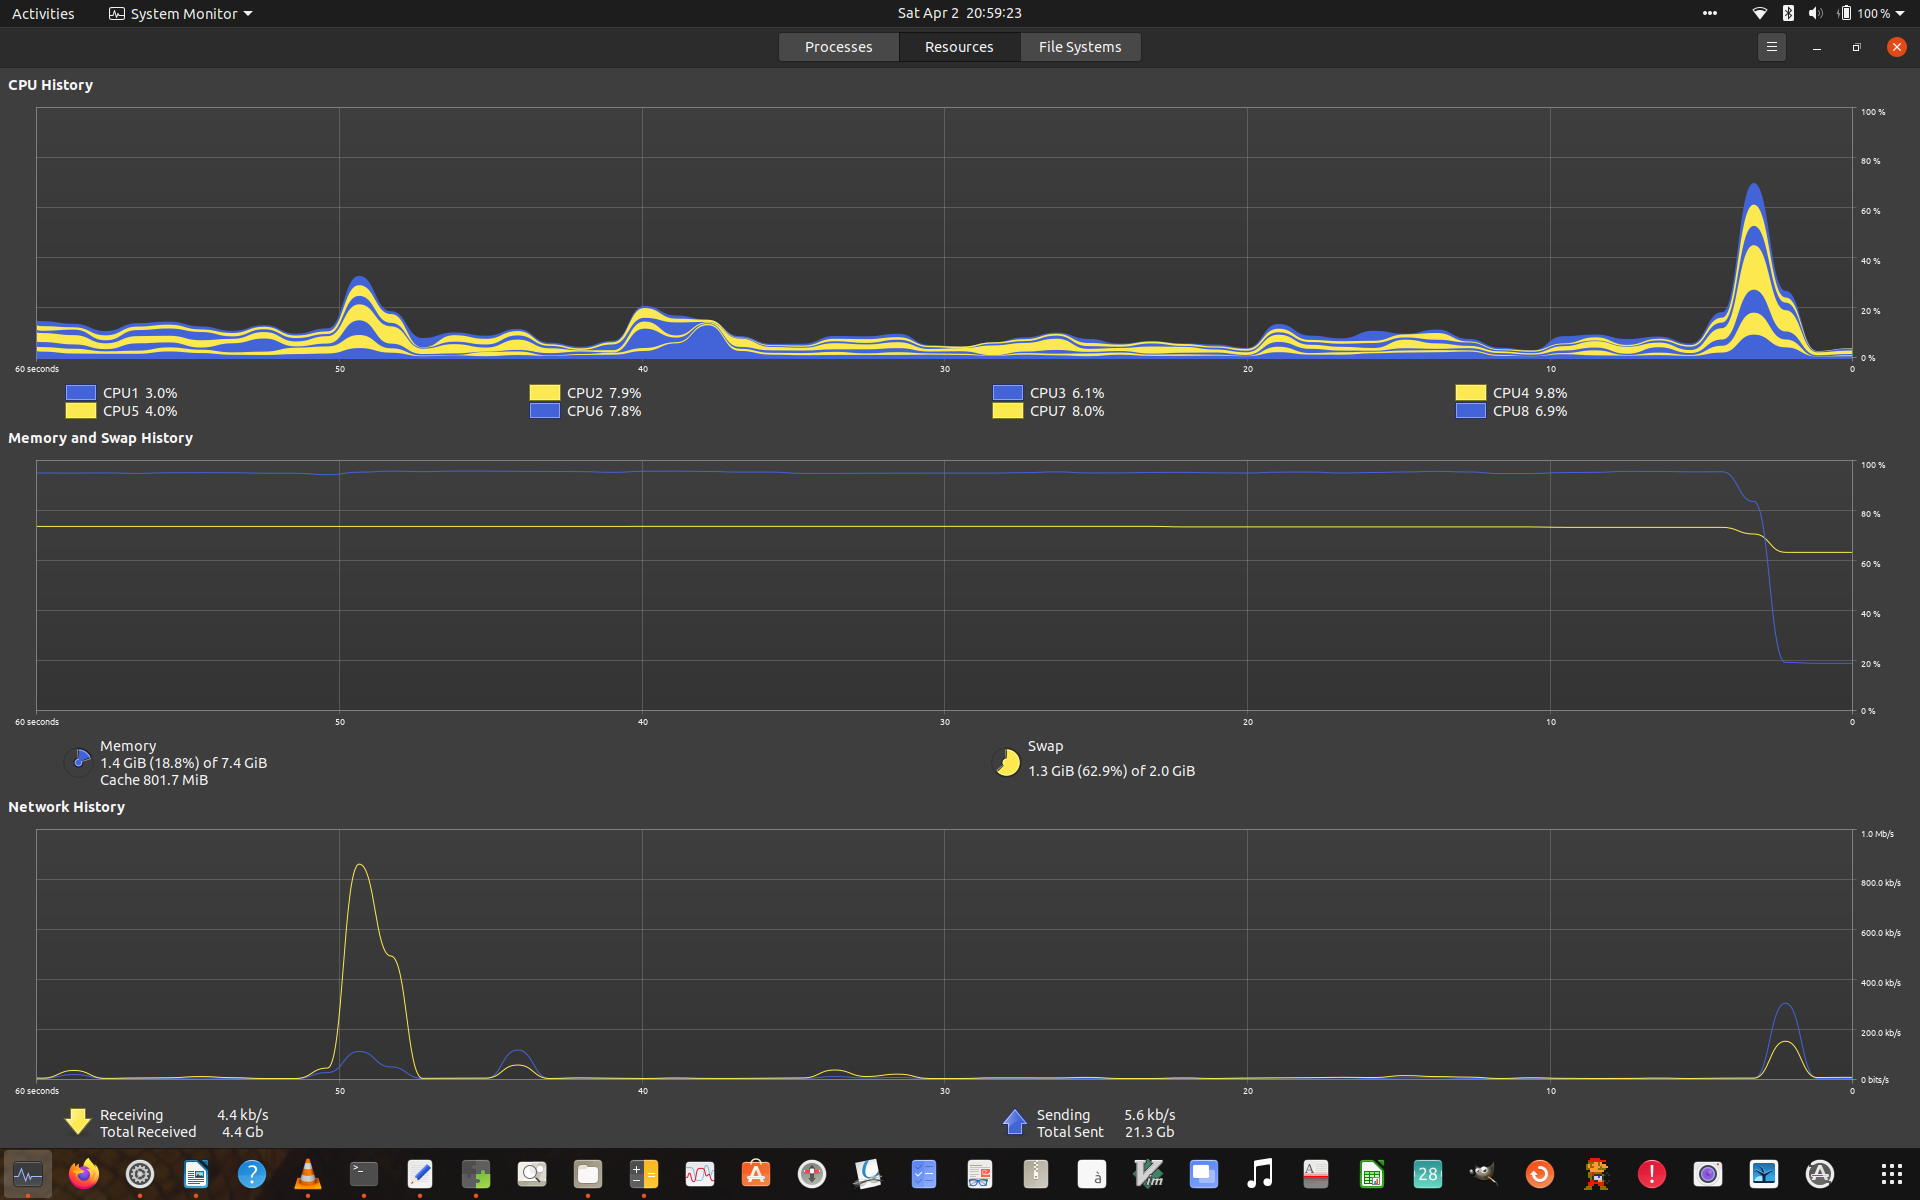 Activities System Monitor Sat Apr 2 20:59:23 100 %
Processes Resources File Systems
CPU History
100 %
80 %
60 %
40 %
20 %
0 %
60 seconds 50 40 30 20 10 0
CPU1 3.0% CPU2 7.9% CPU3 6.1% CPU4 9.8%
CPU5 4.0% CPU6 7.8% CPU7 8.0% CPU8 6.9%
Memory and Swap History
100 %
80 %
60 %
40 %
20 %
0 %
60 seconds 50 40 30 20 10 0
Memory
1.4 GiB (18.8%) of 7.4 GiB
Cache 801.7 MiB
Swap
1.3 GiB (62.9%) of 2.0 GiB
Network History
1.0 Mb/s
800.0 kb/s
600.0 kb/s
400.0 kb/s
200.0 kb/s
0 bits/s
60 seconds 50 40 30 20 10 0
Receiving 4.4 kb/s
Total Received 4.4 Gb
Sending 5.6 kb/s
Total Sent 21.3 Gb
? >_ A à Vim A 28 !